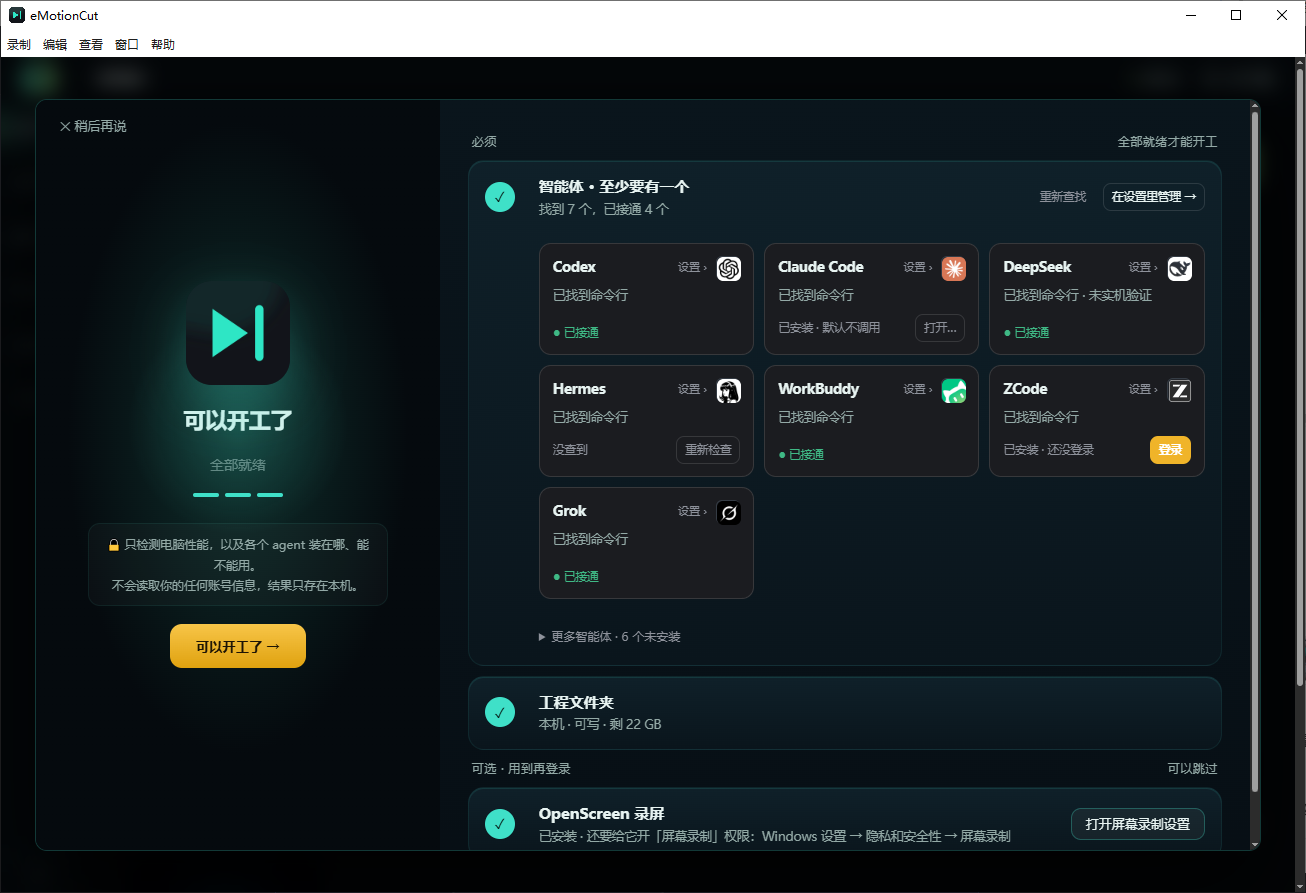 eMotionCut
录制 编辑 查看 窗口 帮助
× 稍后再说
可以开工了
全部就绪
只检测电脑性能，以及各个 agent 装在哪、能
不能用。
不会读取你的任何账号信息，结果只存在本机。
可以开工了 →
必须 全部就绪才能开工
智能体 · 至少要有一个
找到 7 个，已接通 4 个
重新查找 在设置里管理 →
Codex 设置 ›
已找到命令行
已接通
Claude Code 设置 ›
已找到命令行
已安装 · 默认不调用 打开...
DeepSeek 设置 ›
已找到命令行 · 未实机验证
已接通
Hermes 设置 ›
已找到命令行
没查到 重新检查
WorkBuddy 设置 ›
已找到命令行
已接通
ZCode 设置 ›
已找到命令行
已安装 · 还没登录 登录
Grok 设置 ›
已找到命令行
已接通
更多智能体 · 6 个未安装
工程文件夹
本机 · 可写 · 剩 22 GB
可选 · 用到再登录 可以跳过
OpenScreen 录屏
已安装 · 还要给它开「屏幕录制」权限：Windows 设置 → 隐私和安全性 → 屏幕录制
打开屏幕录制设置